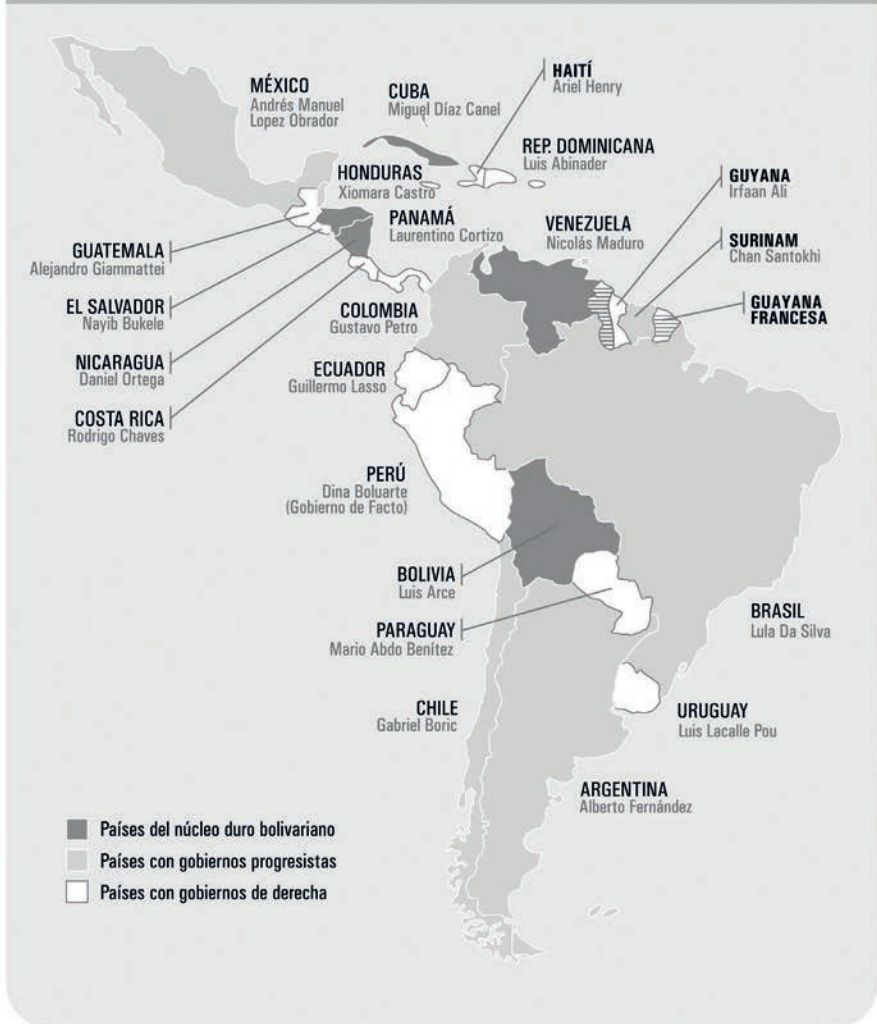 MÉXICO
Andrés Manuel
Lopez Obrador
CUBA
Miguel Díaz Canel
HAITÍ
Ariel Henry
REP. DOMINICANA
Luis Abinader
HONDURAS
Xiomara Castro
PANAMÁ
Laurentino Cortizo
VENEZUELA
Nicolás Maduro
GUYANA
Irfaan Ali
SURINAM
Chan Santokhi
GUAYANA
FRANCESA
GUATEMALA
Alejandro Giammattei
EL SALVADOR
Nayib Bukele
NICARAGUA
Daniel Ortega
COSTA RICA
Rodrigo Chaves
COLOMBIA
Gustavo Petro
ECUADOR
Guillermo Lasso
PERÚ
Dina Boluarte
(Gobierno de Facto)
BOLIVIA
Luis Arce
PARAGUAY
Mario Abdo Benítez
BRASIL
Lula Da Silva
CHILE
Gabriel Boric
URUGUAY
Luis Lacalle Pou
ARGENTINA
Alberto Fernández
Países del núcleo duro bolivariano
Países con gobiernos progresistas
Países con gobiernos de derecha